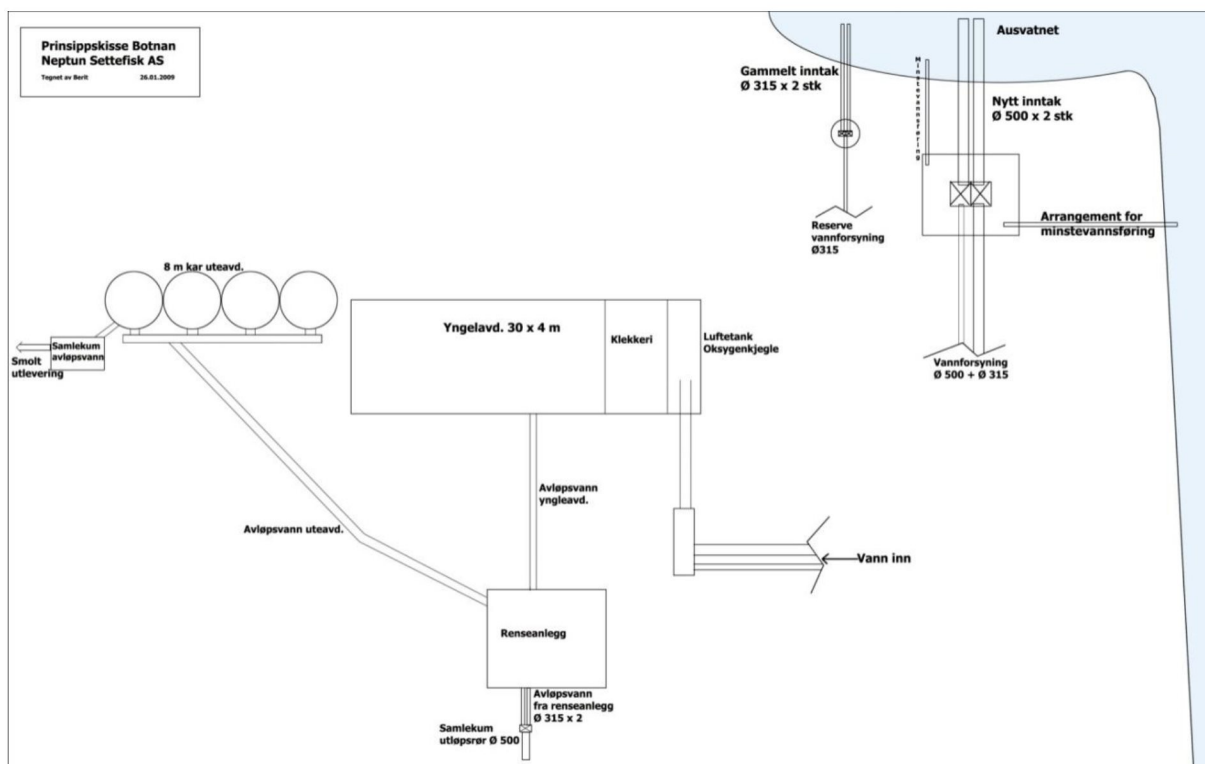 Prinsippskisse Botnan
Neptun Settefisk AS
Tegnet av Berit 26.01.2009
Ausvatnet
Gammelt inntak
Ø 315 x 2 stk
Minstevannsføring
Nytt inntak
Ø 500 x 2 stk
Arrangement for
minstevannsføring
Reserve
vannforsyning
Ø315
Vannforsyning
Ø 500 + Ø 315
8 m kar uteavd.
Samlekum
avløpsvann
Smolt
utlevering
Yngelavd. 30 x 4 m
Klekkeri
Luftetank
Oksygenkjegle
Avløpsvann
yngleavd.
Avløpsvann uteavd.
Vann inn
Renseanlegg
Avløpsvann
fra renseanlegg
Ø 315 x 2
Samlekum
utløpsrør Ø 500